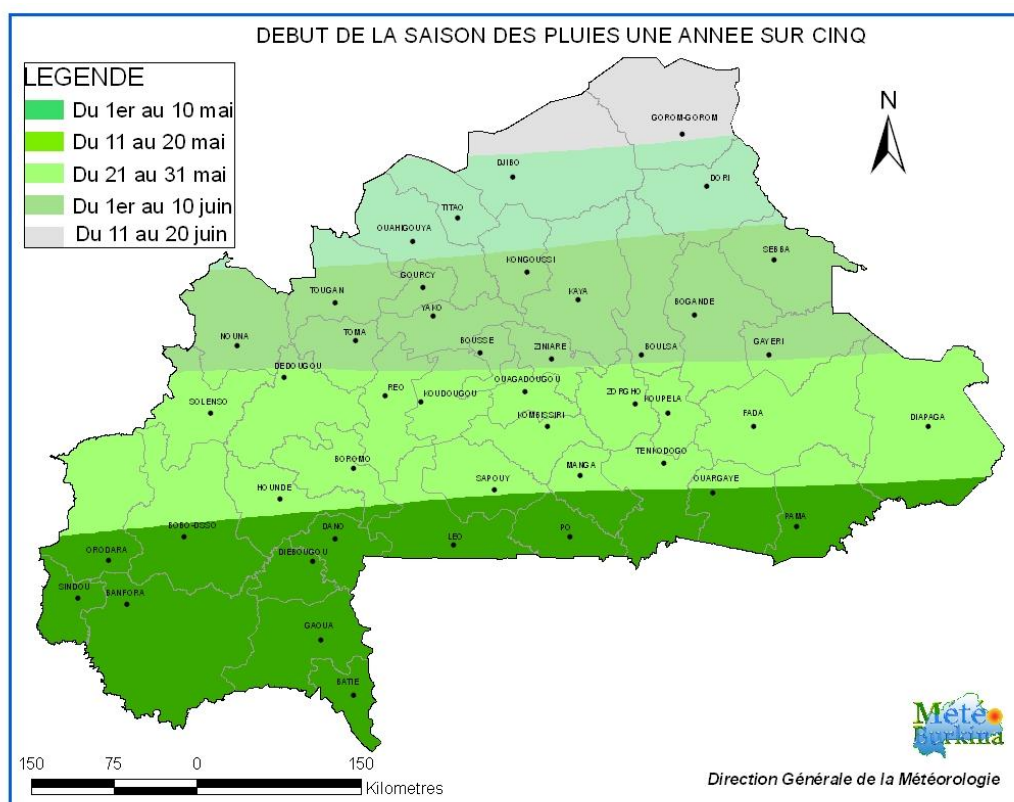 DEBUT DE LA SAISON DES PLUIES UNE ANNEE SUR CINQ
LEGENDE
Du 1er au 10 mai
Du 11 au 20 mai
Du 21 au 31 mai
Du 1er au 10 juin
Du 11 au 20 juin
N
GOROM-GOROM
DJIBO
DORI
TITAO
OUAHIGOUYA
SEBBA
KONGOUSSI
GOURCY
TOUGAN
KAYA
BOGANDE
YAKO
NOUNA
TOMA
BOUSSE
ZINIARE
BOULSA
GAYERI
DEDOUGOU
OUAGADOUGOU
REO
KOUDOUGOU
ZORGHO
KOUPELA
SOLENSO
KOMBISSIRI
FADA
DIAPAGA
BOROMO
MANGA
TENKODOGO
HOUNDE
SAPOUY
OUARGAYE
BOBO-DSSO
DANO
LEO
PO
PAMA
ORODARA
DIEBOUGOU
SINDOU
BANFORA
GAOUA
BATIE
Météo
Burkina
150 75 0 150
Kilometres
Direction Générale de la Météorologie